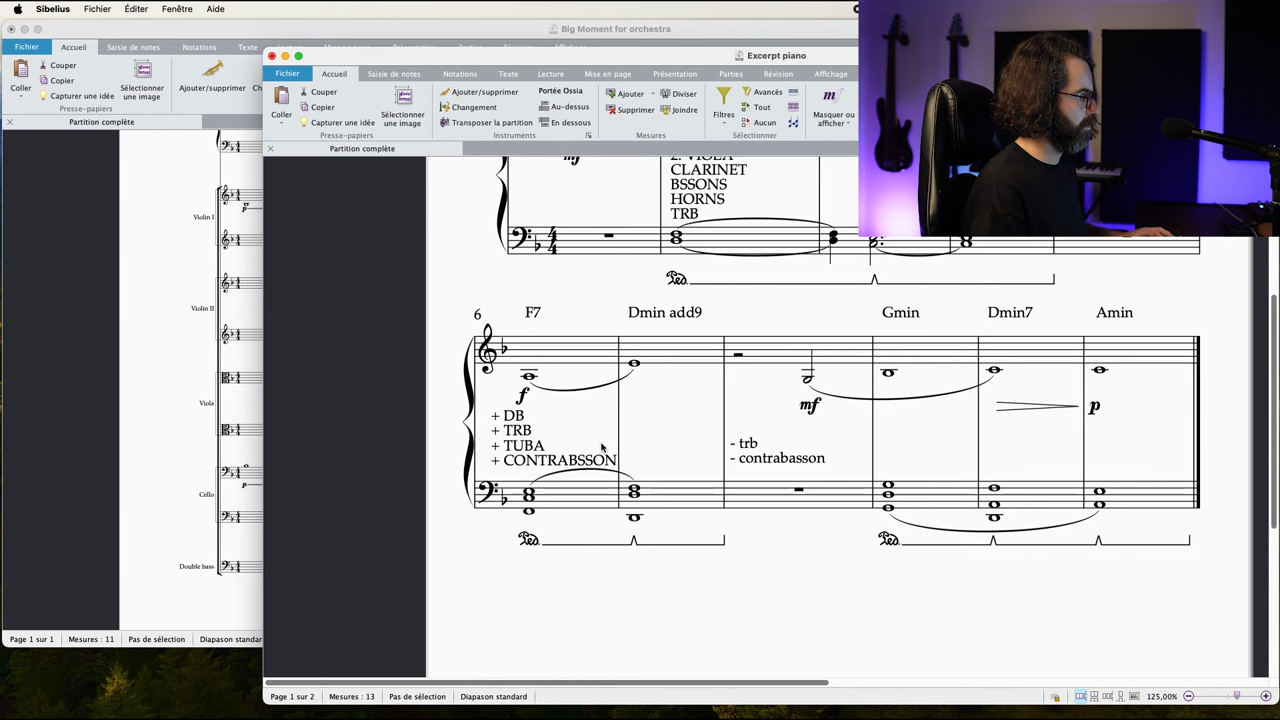 Sibelius Fichier Éditer Fenêtre Aide
Big Moment for orchestra
Fichier Accueil Saisie de notes Notations Texte
Coller
Couper
Copier
Capturer une idée
Sélectionner
une image
Ajouter/supprimer
Presse-papiers
Partition complète
Violin I
p
Violin II
Viola
Cello
p
Double bass
Page 1 sur 1 Mesures : 11 Pas de sélection Diapason standard
Excerpt piano
Fichier Accueil Saisie de notes Notations Texte Lecture Mise en page Présentation Parties Révision Affichage
Coller
Couper
Copier
Capturer une idée
Sélectionner
une image
Presse-papiers
Ajouter/supprimer
Changement
Transposer la partition
Portée Ossia
Au-dessus
En dessous
Instruments
Ajouter
Supprimer
Diviser
Joindre
Mesures
Filtres
Avancés
Tout
Aucun
Sélectionner
Masquer ou
afficher
Partition complète
mf
2. VIOLA
CLARINET
BSSONS
HORNS
TRB
4
4
Ped.
6 F7 Dmin add9 Gmin Dmin7 Amin
f mf p
+ DB
+ TRB
+ TUBA
+ CONTRABSSON
- trb
- contrabasson
Ped. Ped.
Page 1 sur 2 Mesures : 13 Pas de sélection Diapason standard 125,00%